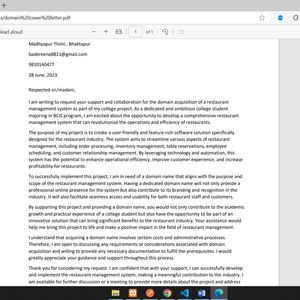 s/domain%20cover%20letter.pdf
ead aloud
1
of 1
Madhyapur Thimi , Bhaktapur
9810140477
28 June, 2023
Respected sir/madam,
I am writing to request your support and collaboration for the domain acquisition of a restaurant
management system as part of my college project. As a dedicated and ambitious college student
majoring in BCIS program, I am excited about the opportunity to develop a comprehensive restaurant
management system that can revolutionize the operations and efficiency of restaurants.
The purpose of my project is to create a user-friendly and feature-rich software solution specifically
designed for the restaurant industry. The system aims to streamline various aspects of restaurant
management, including order processing, inventory management, table reservations, employee
scheduling, and customer relationship management. By leveraging technology and automation, this
system has the potential to enhance operational efficiency, improve customer experience, and increase
profitability for restaurants.
To successfully implement this project, I am in need of a domain name that aligns with the purpose and
scope of the restaurant management system. Having a dedicated domain name will not only provide a
professional online presence for the system but also contribute to its branding and recognition in the
industry. It will also facilitate seamless access and usability for both restaurant staff and customers.
By supporting this project and providing a domain name, you would not only contribute to the academic
growth and practical experience of a college student but also have the opportunity to be part of an
innovative solution that can bring significant benefits to the restaurant industry. Your assistance would
help me bring this project to life and make a positive impact in the field of restaurant management.
I understand that acquiring a domain name involves certain costs and administrative processes.
Therefore, I am open to discussing any requirements or considerations associated with domain
acquisition and willing to provide any necessary documentation to fulfill the prerequisites. I would
greatly appreciate your guidance and support throughout this process.
Thank you for considering my request. I am confident that with your support, I can successfully develop
and implement the restaurant management system, making a meaningful contribution to the industry. I
am available for further discussion or a meeting to provide more details about the project and address